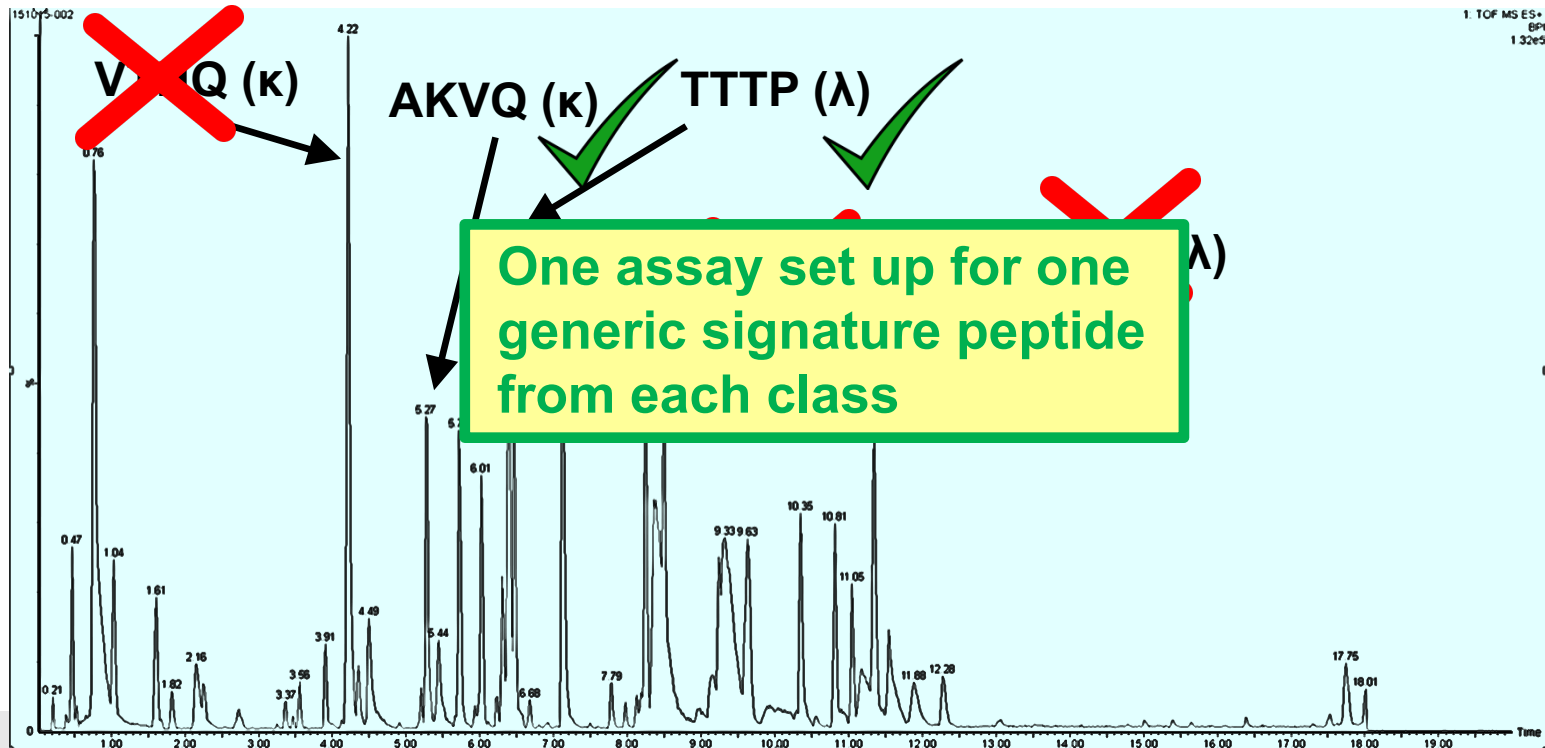 1: TOF MS ES+
BPI
1.32e5
4.22
Q (κ)
AKVQ (κ)
TTTP (λ)
0.76
λ)
One assay set up for one
generic signature peptide
from each class
%
5.27
6.01
0.47
1.04
9.33 9.63
10.35
10.81
11.05
1.61
4.49
5.44
3.91
2.16
1.82
3.37
3.56
6.68
7.79
11.88
12.28
17.75
18.01
0.21
0
Time
1.00 2.00 3.00 4.00 5.00 6.00 7.00 8.00 9.00 10.00 11.00 12.00 13.00 14.00 15.00 16.00 17.00 18.00 19.00